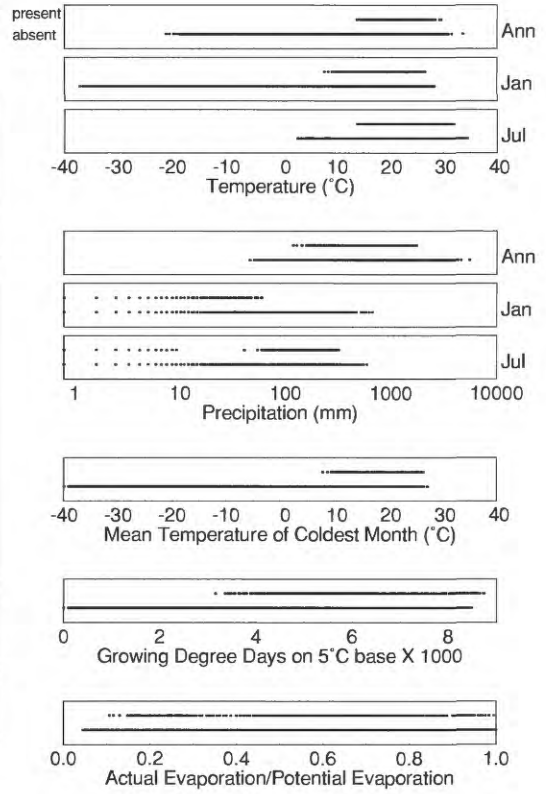 present
absent
Ann
Jan
Jul
-40 -30 -20 -10 0 10 20 30 40
Temperature (˚C)
Ann
Jan
Jul
1 10 100 1000 10000
Precipitation (mm)
-40 -30 -20 -10 0 10 20 30 40
Mean Temperature of Coldest Month (˚C)
0 2 4 6 8
Growing Degree Days on 5˚C base X 1000
0.0 0.2 0.4 0.6 0.8 1.0
Actual Evaporation/Potential Evaporation